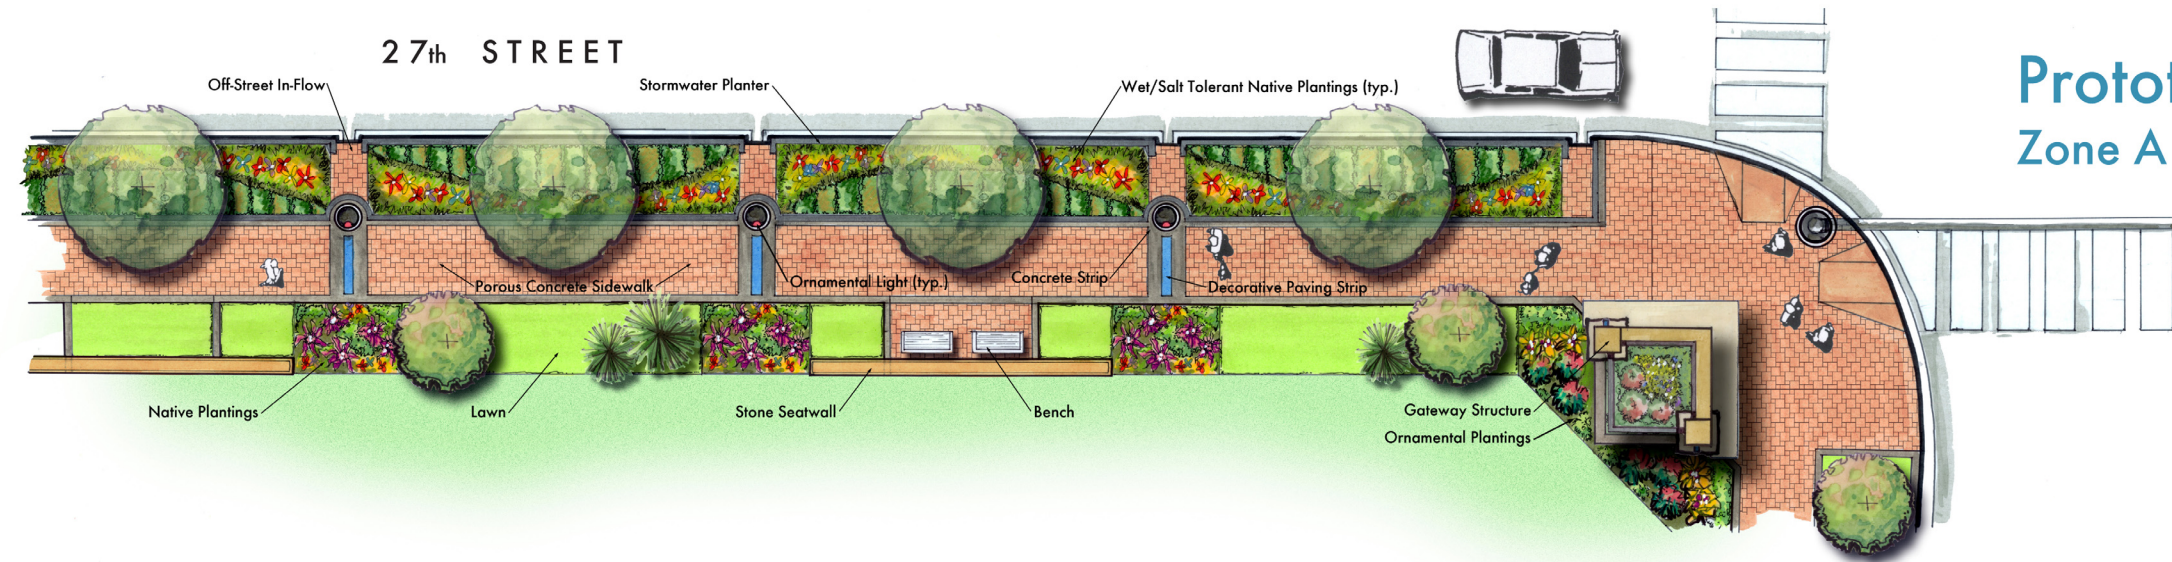 27th STREET
Off-Street In-Flow
Stormwater Planter
Wet/Salt Tolerant Native Plantings (typ.)
Zone A
Porous Concrete Sidewalk
Ornamental Light (typ.)
Concrete Strip
Decorative Paving Strip
Native Plantings
Lawn
Stone Seatwall
Bench
Gateway Structure
Ornamental Plantings